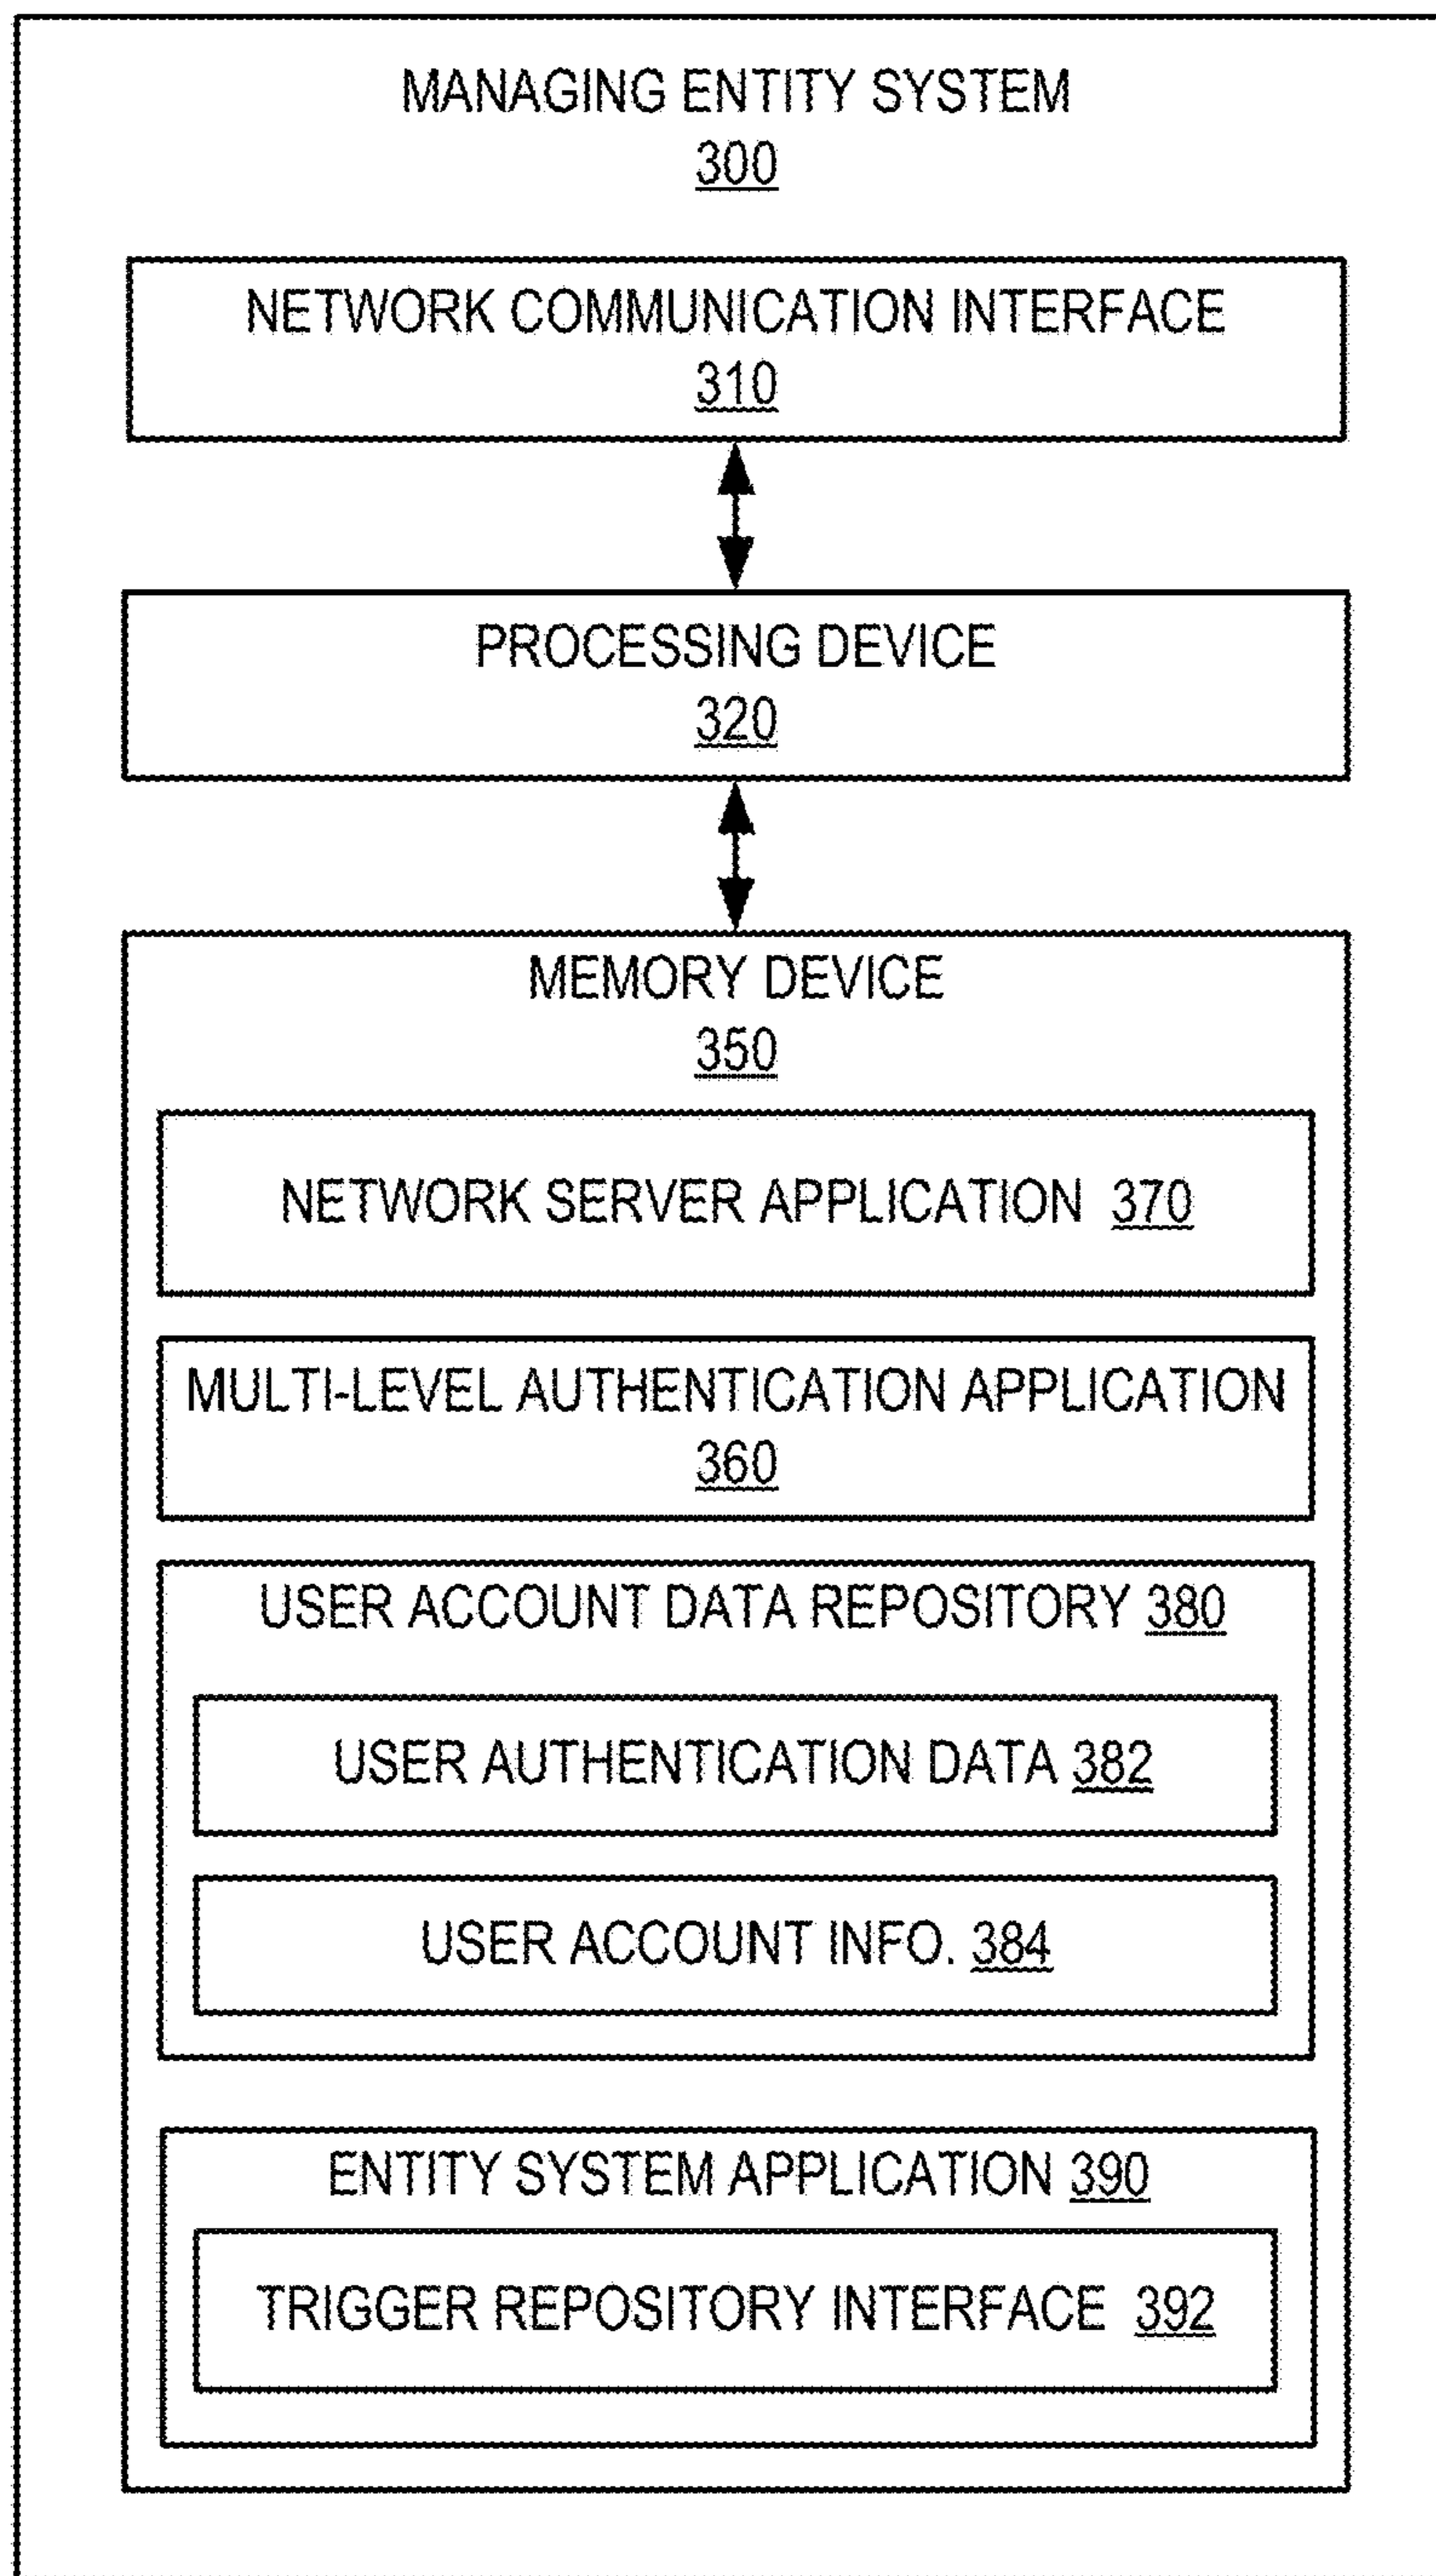 MANAGING ENTITY SYSTEM
300
NETWORK COMMUNICATION INTERFACE
310
PROCESSING DEVICE
320
MEMORY DEVICE
350
NETWORK SERVER APPLICATION 370
MULTI-LEVEL AUTHENTICATION APPLICATION
360
USER ACCOUNT DATA REPOSITORY 380
USER AUTHENTICATION DATA 382
USER ACCOUNT INFO. 384
ENTITY SYSTEM APPLICATION 390
TRIGGER REPOSITORY INTERFACE 392